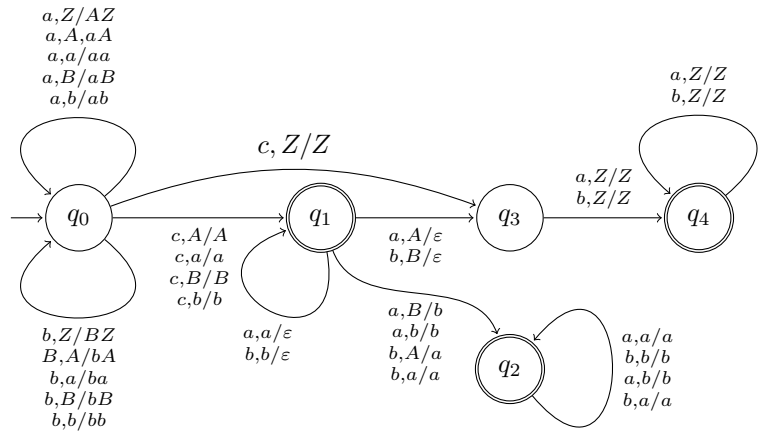 a,Z/AZ
a,A,aA
a,a/aa
a,B/aB
a,b/ab
a,Z/Z
b,Z/Z
c,Z/Z
a,Z/Z
b,Z/Z
q0
q1
q3
q4
c,A/A
c,a/a
c,B/B
c,b/b
a,A/ε
b,B/ε
a,a/ε
b,b/ε
a,B/b
a,b/b
b,A/a
b,a/a
b,Z/BZ
B,A/bA
b,a/ba
b,B/bB
b,b/bb
q2
a,a/a
b,b/b
a,b/b
b,a/a